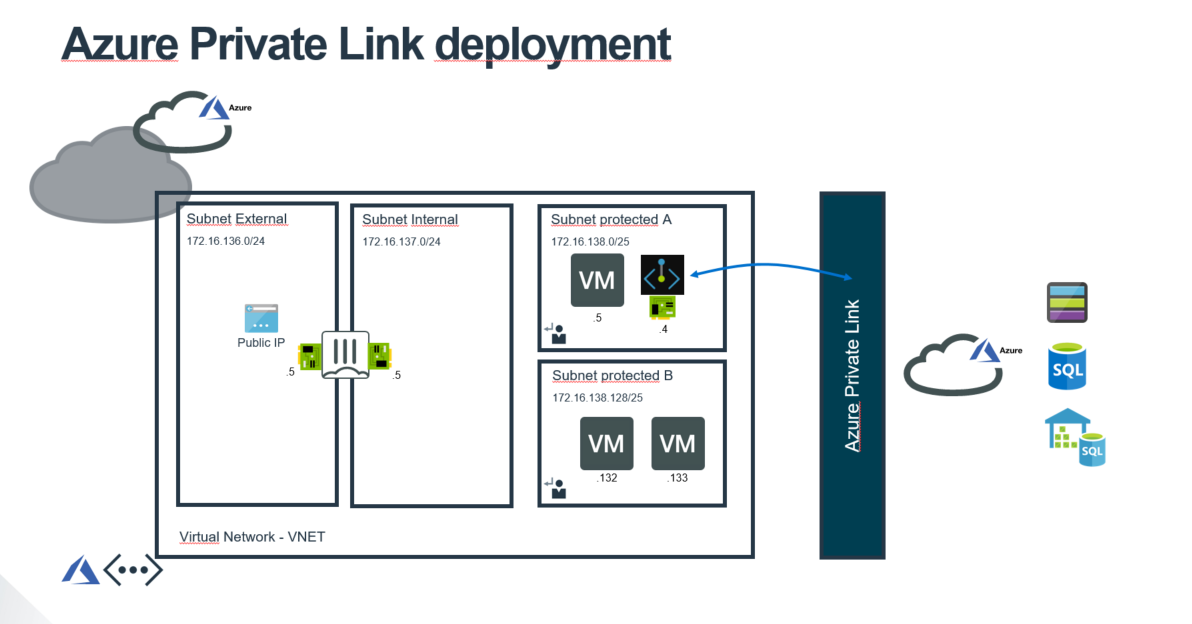 Azure Private Link deployment
Azure
Subnet External
172.16.136.0/24
Public IP
.5
Subnet Internal
172.16.137.0/24
.5
Subnet protected A
172.16.138.0/25
VM
.5
.4
Subnet protected B
172.16.138.128/25
VM
VM
.132
.133
Virtual Network - VNET
Azure Private Link
Azure
SQL
SQL